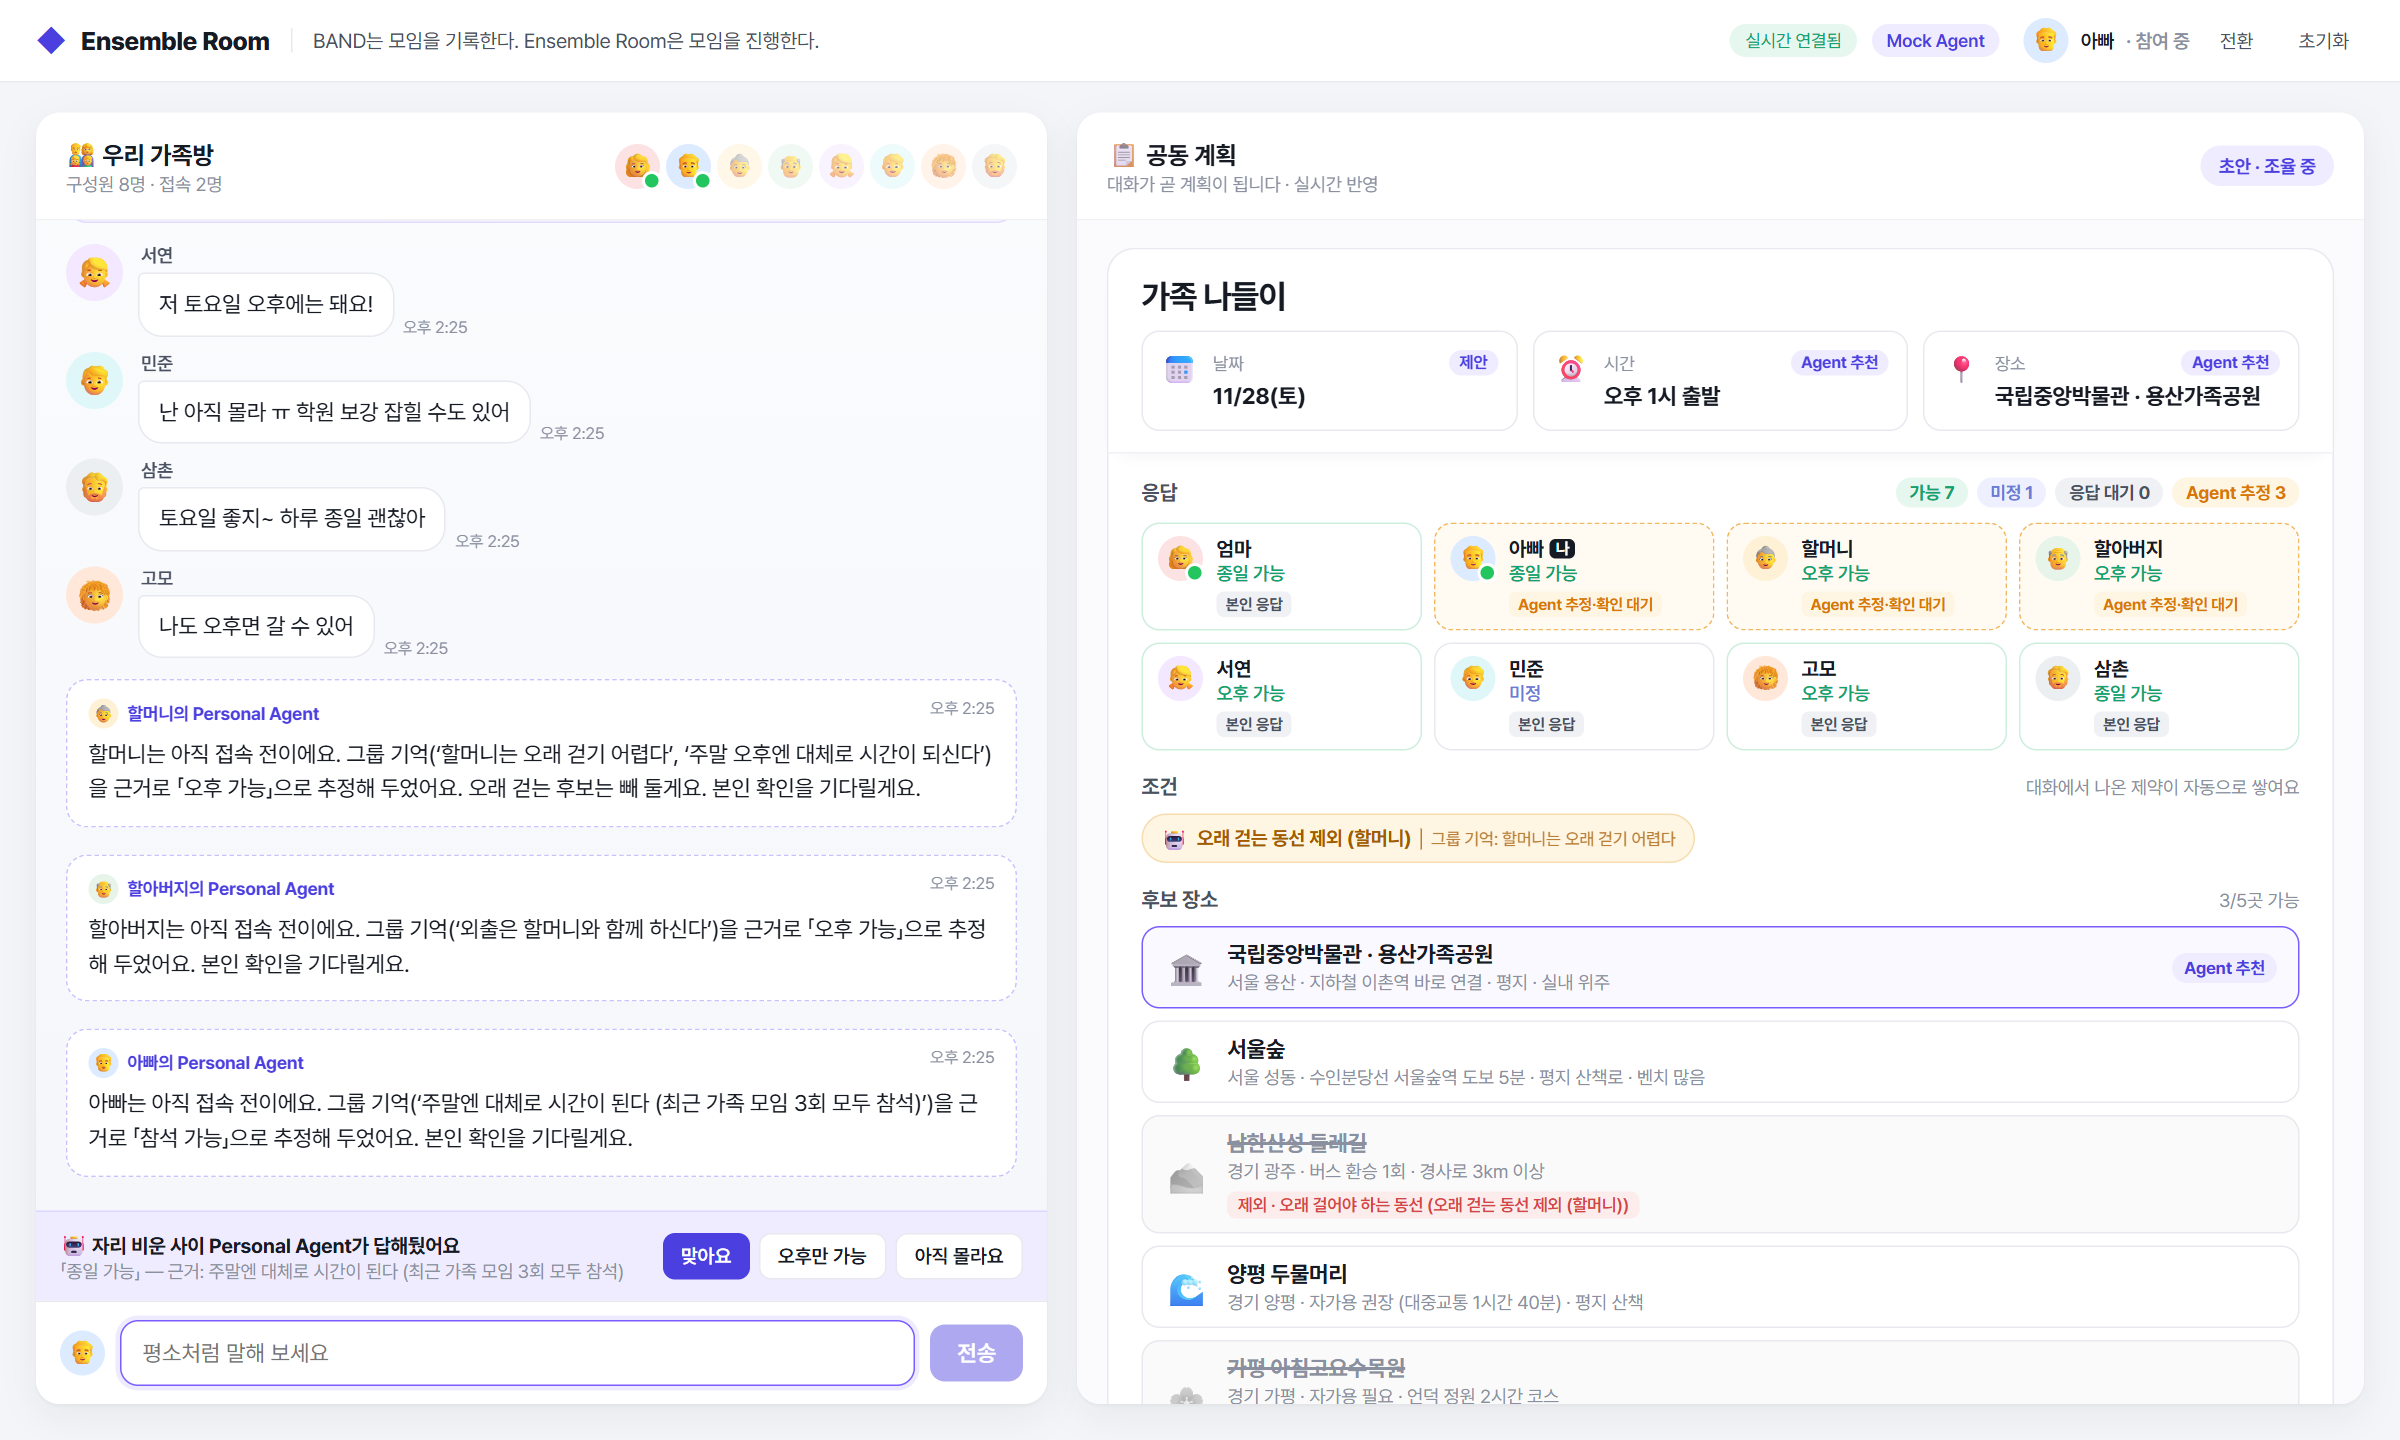 Ensemble Room
BAND는 모임을 기록한다. Ensemble Room은 모임을 진행한다.
실시간 연결됨
Mock Agent
아빠 · 참여 중
전환
초기화
우리 가족방
구성원 8명 · 접속 2명
서연
저 토요일 오후에는 돼요!
오후 2:25
민준
난 아직 몰라 ㅠ 학원 보강 잡힐 수도 있어
오후 2:25
삼촌
토요일 좋지~ 하루 종일 괜찮아
오후 2:25
고모
나도 오후면 갈 수 있어
오후 2:25
할머니의 Personal Agent
오후 2:25
할머니는 아직 접속 전이에요. 그룹 기억(‘할머니는 오래 걷기 어렵다’, ‘주말 오후엔 대체로 시간이 되신다’)
을 근거로 「오후 가능」으로 추정해 두었어요. 오래 걷는 후보는 빼 둘게요. 본인 확인을 기다릴게요.
할아버지의 Personal Agent
오후 2:25
할아버지는 아직 접속 전이에요. 그룹 기억(‘외출은 할머니와 함께 하신다’)을 근거로 「오후 가능」으로 추정
해 두었어요. 본인 확인을 기다릴게요.
아빠의 Personal Agent
오후 2:25
아빠는 아직 접속 전이에요. 그룹 기억(‘주말엔 대체로 시간이 된다 (최근 가족 모임 3회 모두 참석)’)을 근
거로 「참석 가능」으로 추정해 두었어요. 본인 확인을 기다릴게요.
자리 비운 사이 Personal Agent가 답해뒀어요
「종일 가능」 — 근거: 주말엔 대체로 시간이 된다 (최근 가족 모임 3회 모두 참석)
맞아요
오후만 가능
아직 몰라요
평소처럼 말해 보세요
전송
공동 계획
대화가 곧 계획이 됩니다 · 실시간 반영
초안 · 조율 중
가족 나들이
날짜
제안
11/28(토)
시간
Agent 추천
오후 1시 출발
장소
Agent 추천
국립중앙박물관 · 용산가족공원
응답
가능 7
미정 1
응답 대기 0
Agent 추정 3
엄마
종일 가능
본인 응답
아빠 나
종일 가능
Agent 추정·확인 대기
할머니
오후 가능
Agent 추정·확인 대기
할아버지
오후 가능
Agent 추정·확인 대기
서연
오후 가능
본인 응답
민준
미정
본인 응답
고모
오후 가능
본인 응답
삼촌
종일 가능
본인 응답
조건
대화에서 나온 제약이 자동으로 쌓여요
오래 걷는 동선 제외 (할머니) | 그룹 기억: 할머니는 오래 걷기 어렵다
후보 장소
3/5곳 가능
국립중앙박물관 · 용산가족공원
서울 용산 · 지하철 이촌역 바로 연결 · 평지 · 실내 위주
Agent 추천
서울숲
서울 성동 · 수인분당선 서울숲역 도보 5분 · 평지 산책로 · 벤치 많음
남한산성 둘레길
경기 광주 · 버스 환승 1회 · 경사로 3km 이상
제외 · 오래 걸어야 하는 동선 (오래 걷는 동선 제외 (할머니))
양평 두물머리
경기 양평 · 자가용 권장 (대중교통 1시간 40분) · 평지 산책
가평 아침고요수목원
경기 가평 · 자가용 필요 · 언덕 정원 2시간 코스